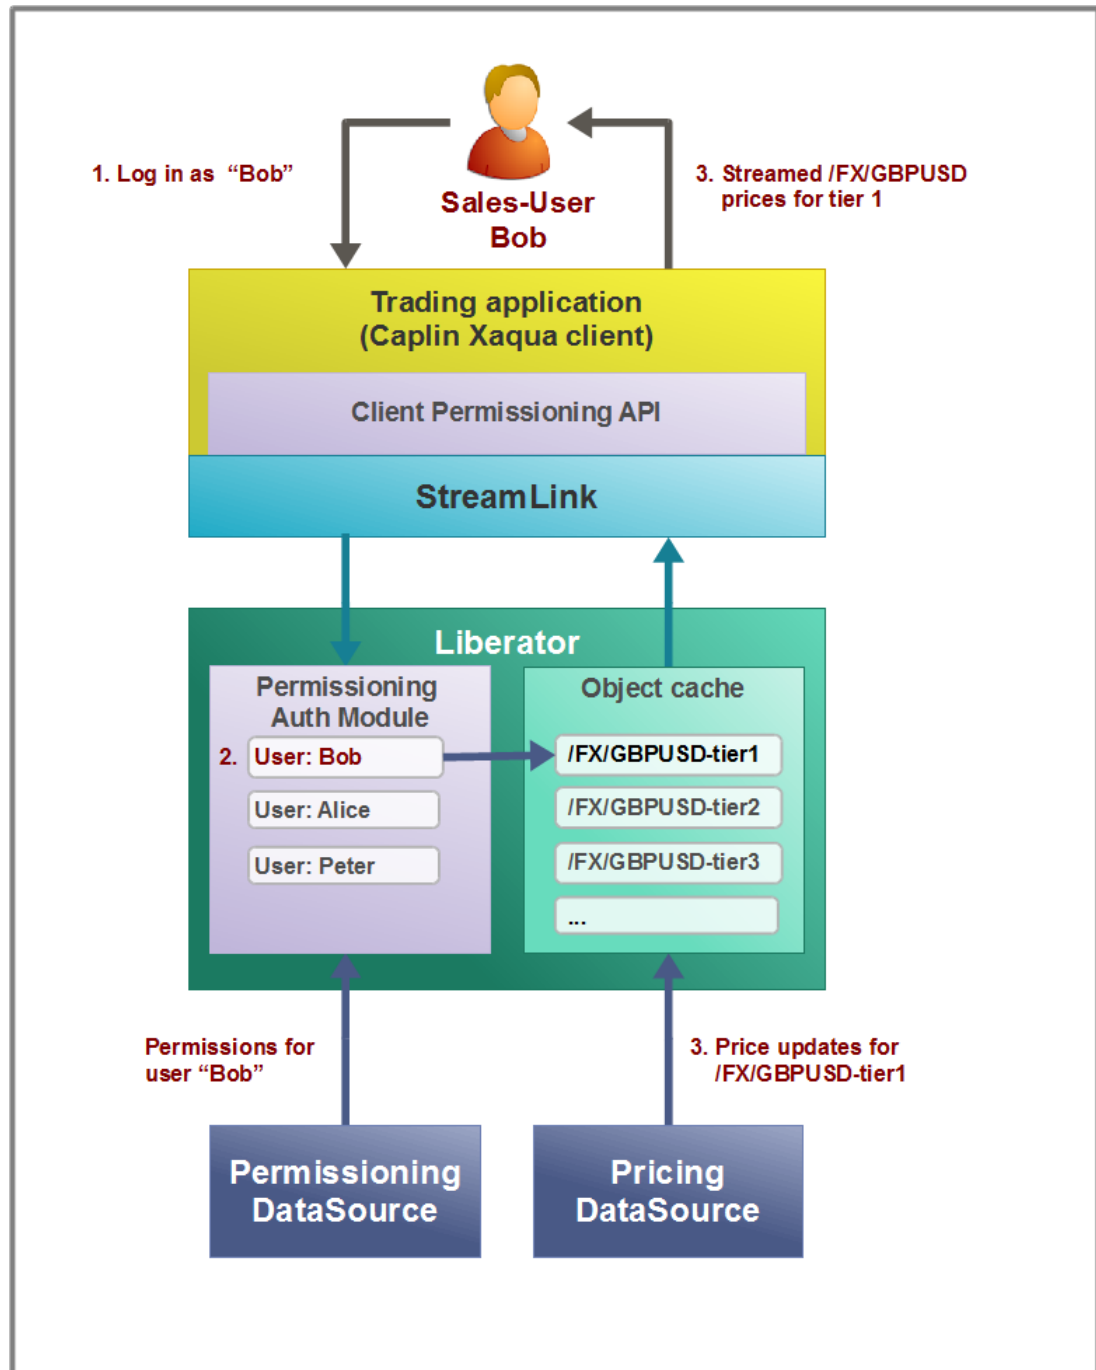 1. Log in as “Bob”
3. Streamed /FX/GBPUSD
prices for tier 1
Sales-User
Bob
Trading application
(Caplin Xaqua client)
Client Permissioning API
StreamLink
Liberator
Permissioning
Auth Module
2.
User: Bob
User: Alice
User: Peter
Object cache
/FX/GBPUSD-tier1
/FX/GBPUSD-tier2
/FX/GBPUSD-tier3
...
Permissions for
user “Bob”
3. Price updates for
/FX/GBPUSD-tier1
Permissioning
DataSource
Pricing
DataSource